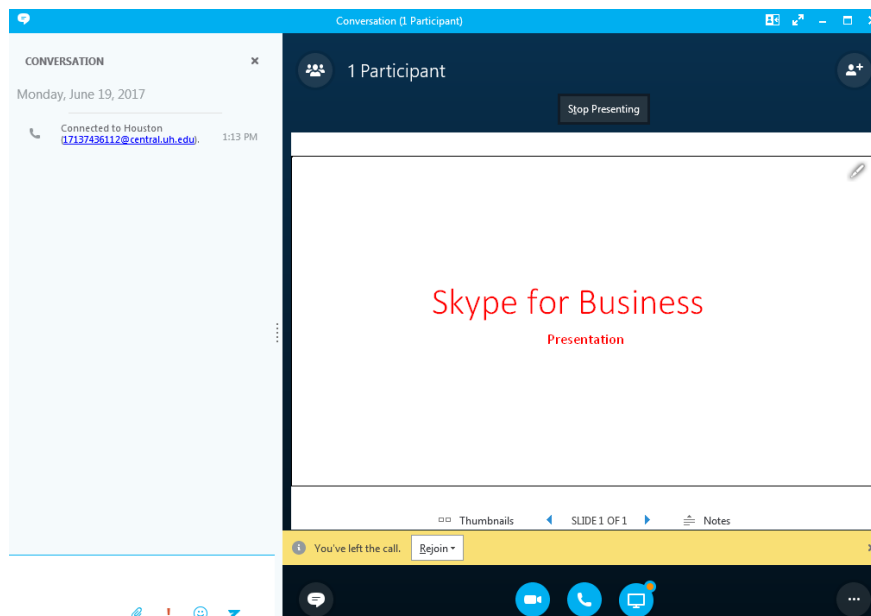 Conversation (1 Participant)
CONVERSATION
Monday, June 19, 2017
Connected to Houston
(17137436112@central.uh.edu).
1:13 PM
1 Participant
Stop Presenting
Skype for Business
Presentation
Thumbnails
SLIDE 1 OF 1
Notes
You've left the call.
Rejoin